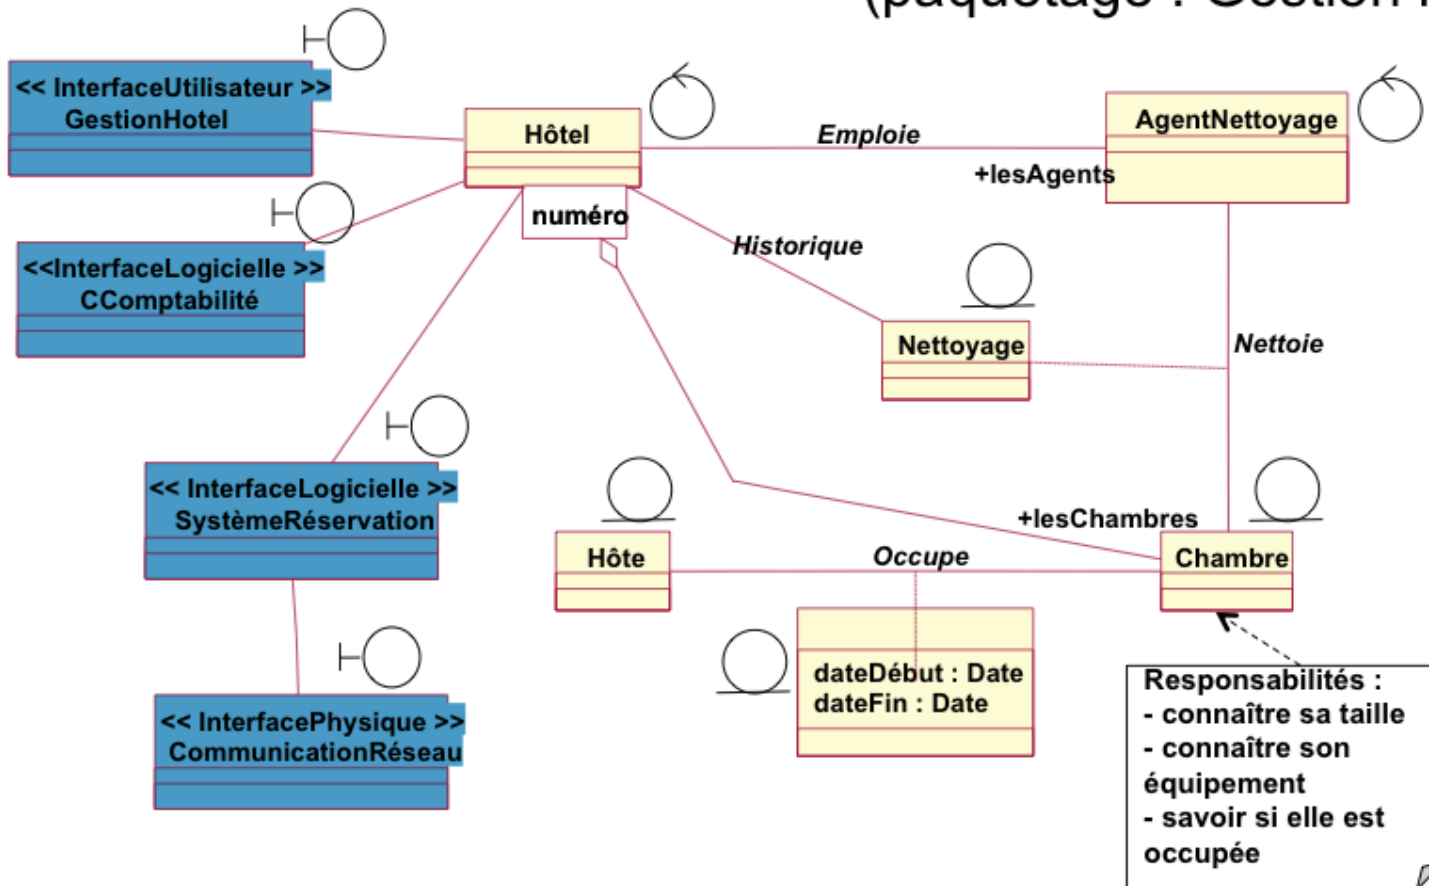 (paquetage : Gestion
<< InterfaceUtilisateur >>
GestionHotel
Hôtel
numéro
Emploie
+lesAgents
AgentNettoyage
<<InterfaceLogicielle >>
CComptabilité
Historique
Nettoyage
Nettoie
<< InterfaceLogicielle >>
SystèmeRéservation
+lesChambres
Hôte
Occupe
Chambre
dateDébut : Date
dateFin : Date
<< InterfacePhysique >>
CommunicationRéseau
Responsabilités :
- connaître sa taille
- connaître son
équipement
- savoir si elle est
occupée